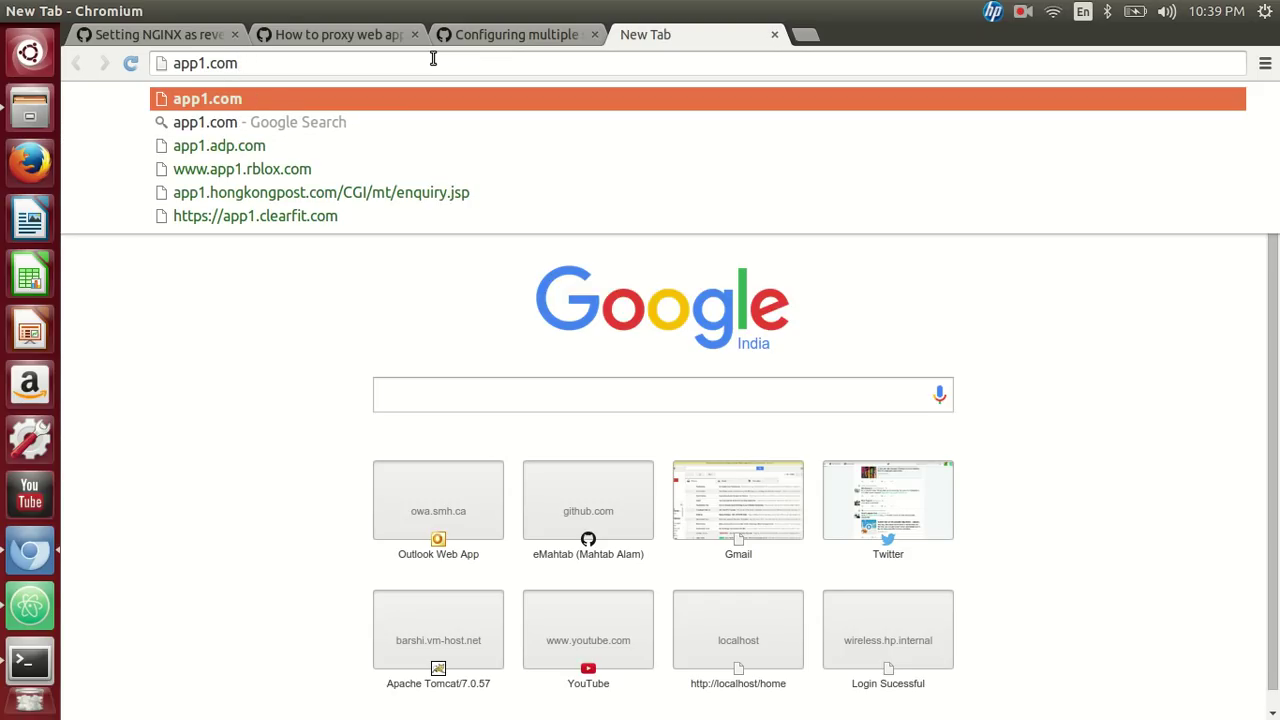 New Tab - Chromium
hp
En
10:39 PM
Setting NGINX as reve
How to proxy web app
Configuring multiple
New Tab
app1.com
app1.com
app1.com - Google Search
app1.adp.com
www.app1.rblox.com
app1.hongkongpost.com/CGI/mt/enquiry.jsp
https://app1.clearfit.com
Google
India
owa.smh.ca
github.com
Outlook Web App
eMahtab (Mahtab Alam)
Gmail
Twitter
You
Tube
barshi.vm-host.net
www.youtube.com
localhost
wireless.hp.internal
Apache Tomcat/7.0.57
YouTube
http://localhost/home
Login Sucessful